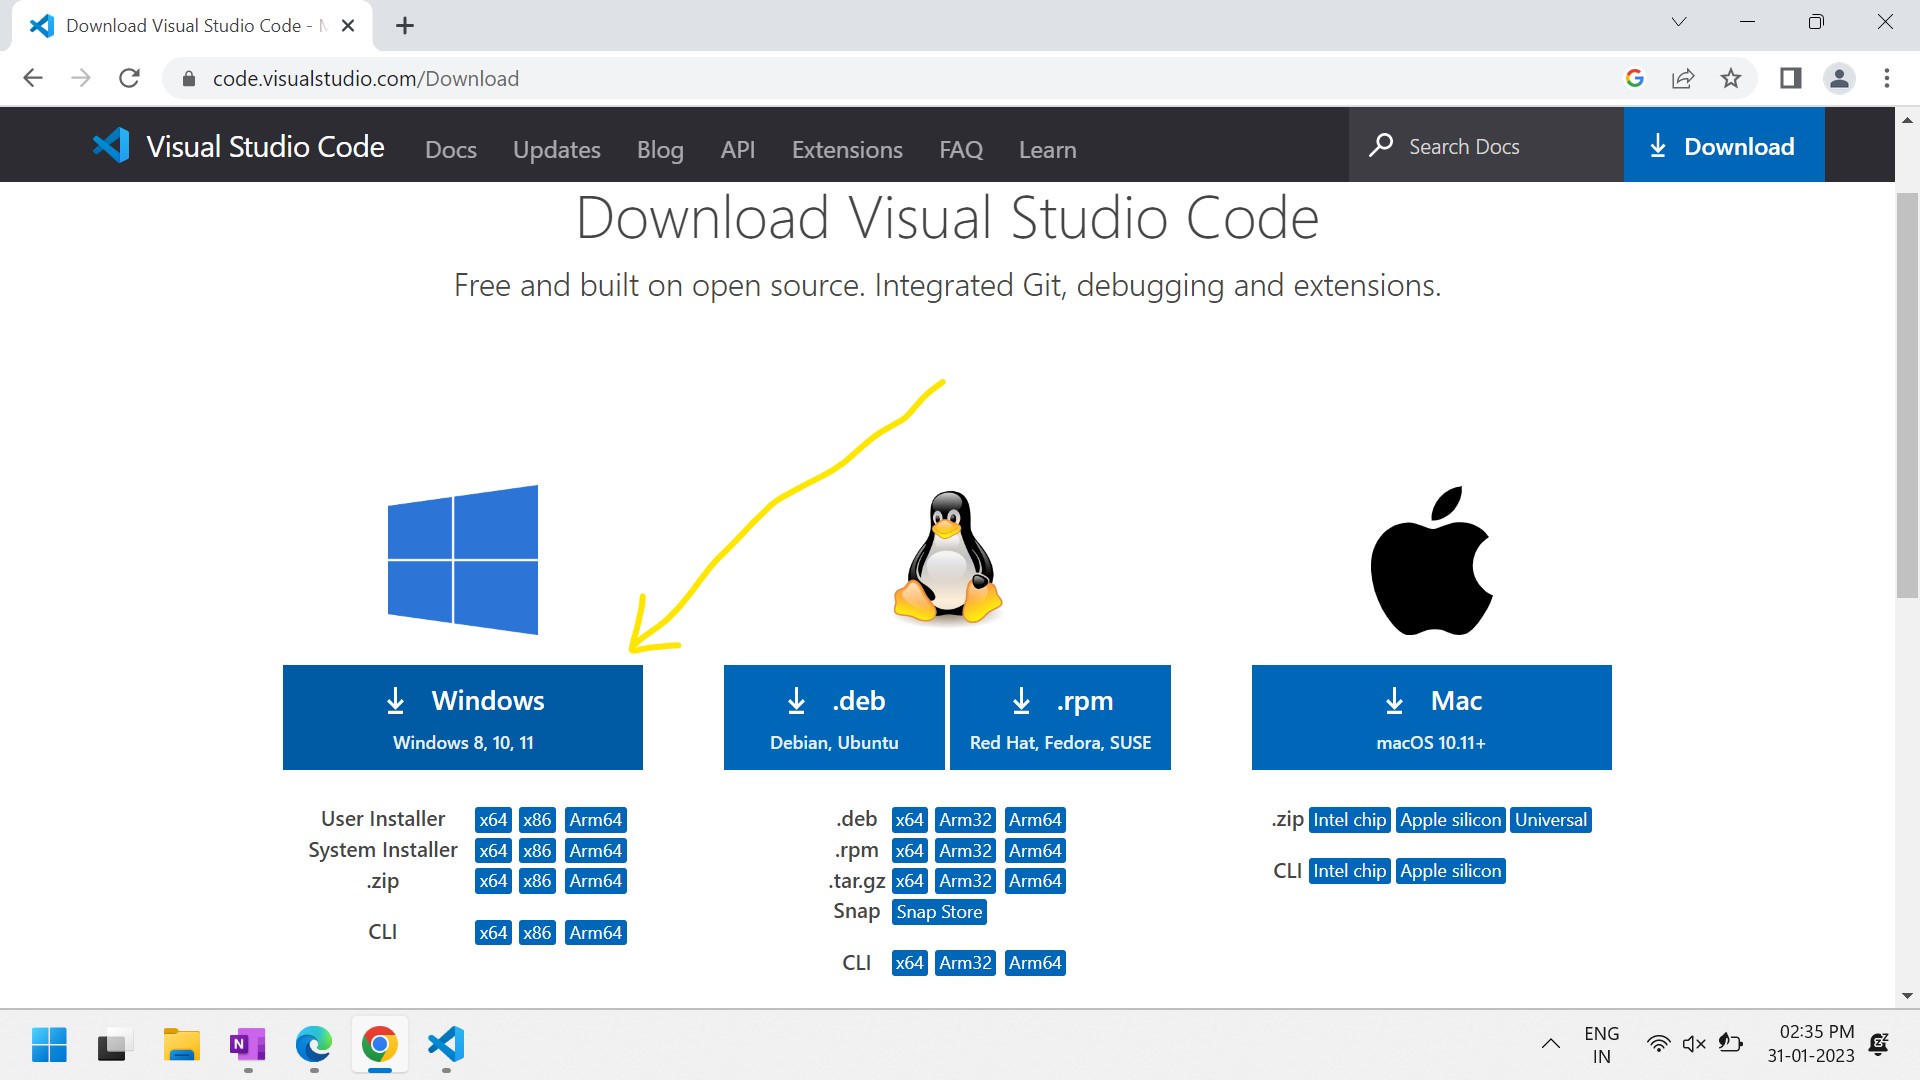 Download Visual Studio Code - M
code.visualstudio.com/Download
Visual Studio Code Docs Updates Blog API Extensions FAQ Learn Search Docs Download
Download Visual Studio Code
Free and built on open source. Integrated Git, debugging and extensions.
Windows
Windows 8, 10, 11
User Installer x64 x86 Arm64
System Installer x64 x86 Arm64
.zip x64 x86 Arm64
CLI x64 x86 Arm64
.deb
Debian, Ubuntu
.rpm
Red Hat, Fedora, SUSE
.deb x64 Arm32 Arm64
.rpm x64 Arm32 Arm64
.tar.gz x64 Arm32 Arm64
Snap Snap Store
CLI x64 Arm32 Arm64
Mac
macOS 10.11+
.zip Intel chip Apple silicon Universal
CLI Intel chip Apple silicon
N
ENG
IN
02:35 PM
31-01-2023